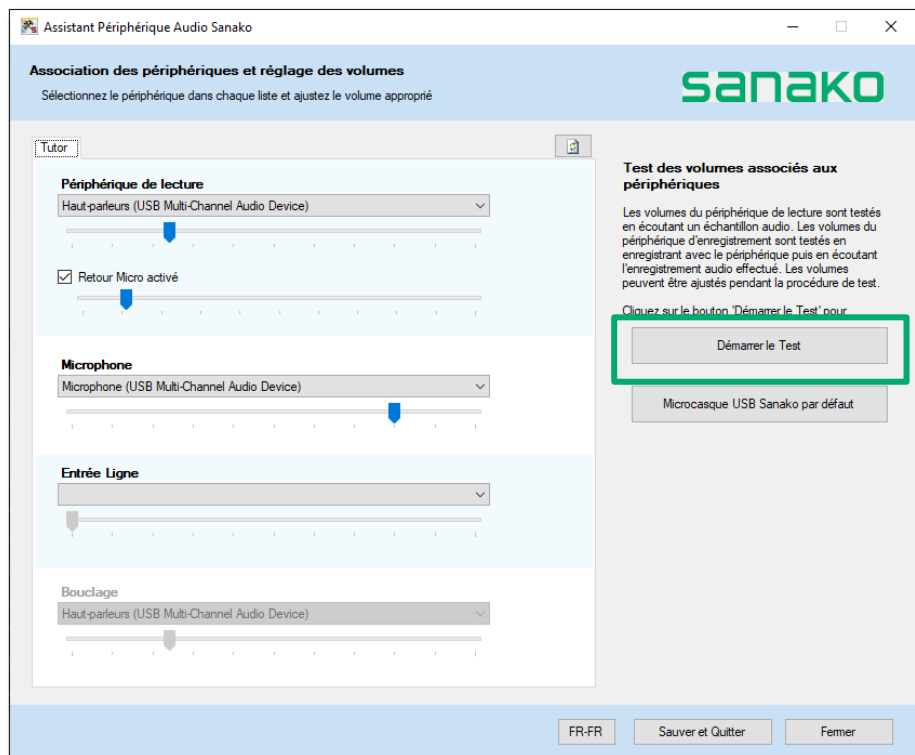 Assistant Périphérique Audio Sanako
Association des périphériques et réglage des volumes
Sélectionnez le périphérique dans chaque liste et ajustez le volume approprié
sanako
Tutor
Périphérique de lecture
Haut-parleurs (USB Multi-Channel Audio Device)
Retour Micro activé
Microphone
Microphone (USB Multi-Channel Audio Device)
Entrée Ligne
Bouclage
Haut-parleurs (USB Multi-Channel Audio Device)
Test des volumes associés aux
périphériques
Les volumes du périphérique de lecture sont testés
en écoutant un échantillon audio. Les volumes du
périphérique d'enregistrement sont testés en
enregistrant avec le périphérique puis en écoutant
l'enregistrement audio effectué. Les volumes
peuvent être ajustés pendant la procédure de test.
Cliquez sur le bouton 'Démarrer le Test' pour
Démarrer le Test
Microcasque USB Sanako par défaut
FR-FR
Sauver et Quitter
Fermer